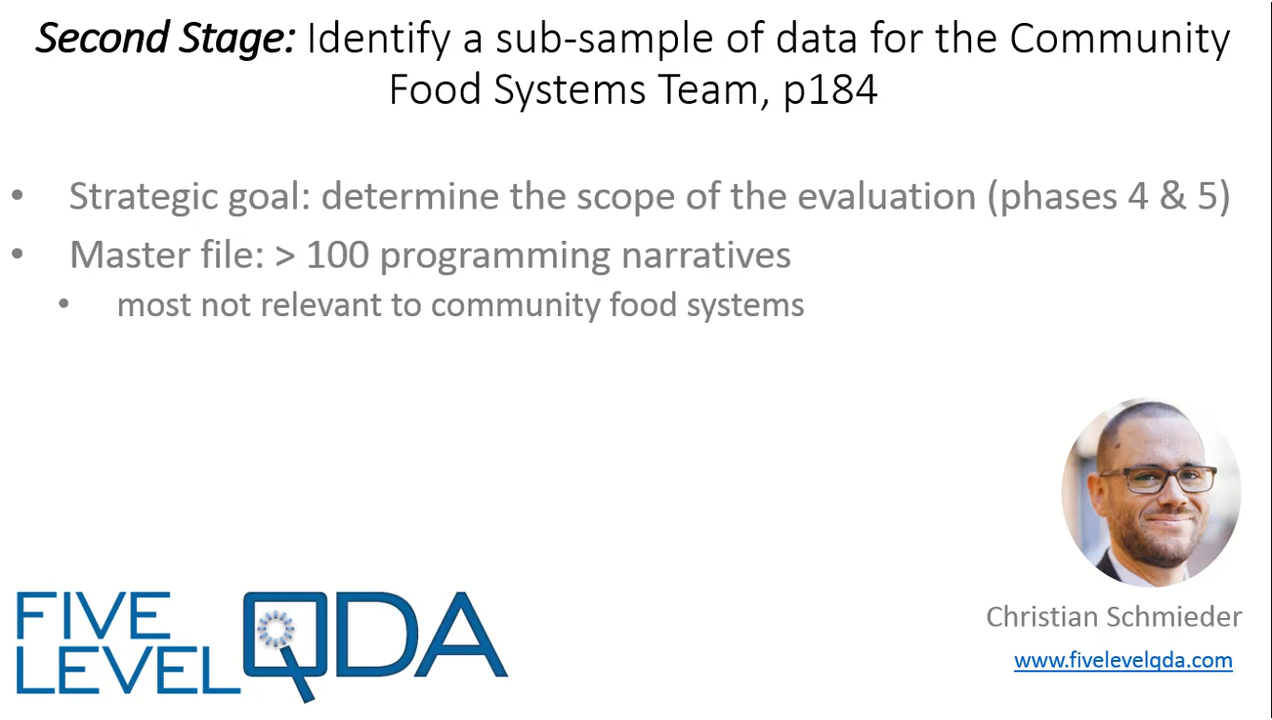 Second Stage: Identify a sub-sample of data for the Community
Food Systems Team, p184
• Strategic goal: determine the scope of the evaluation (phases 4 & 5)
• Master file: > 100 programming narratives
• most not relevant to community food systems
FIVE
LEVEL
QDA
Christian Schmieder
www.fivelevelqda.com